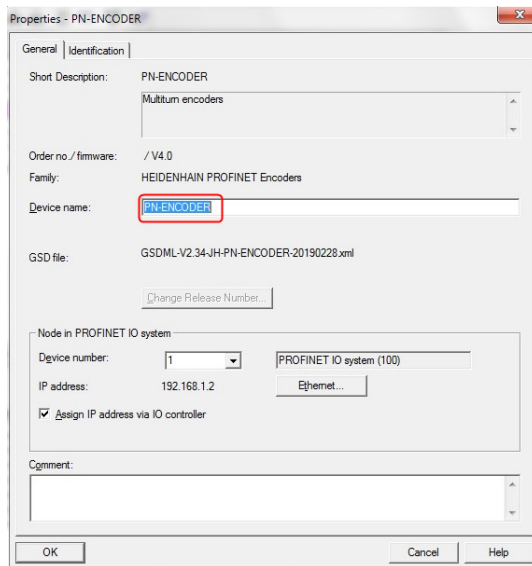 Properties - PN-ENCODER
General
Identification
Short Description: PN-ENCODER
Multiturn encoders
Order no./ firmware: / V4.0
Family: HEIDENHAIN PROFINET Encoders
Device name: PN-ENCODER
GSD file: GSDML-V2.34-JH-PN-ENCODER-20190228.xml
Change Release Number...
Node in PROFINET IO system
Device number: 1 PROFINET IO system (100)
IP address: 192.168.1.2 Ethernet...
Assign IP address via IO controller
Comment:
OK Cancel Help